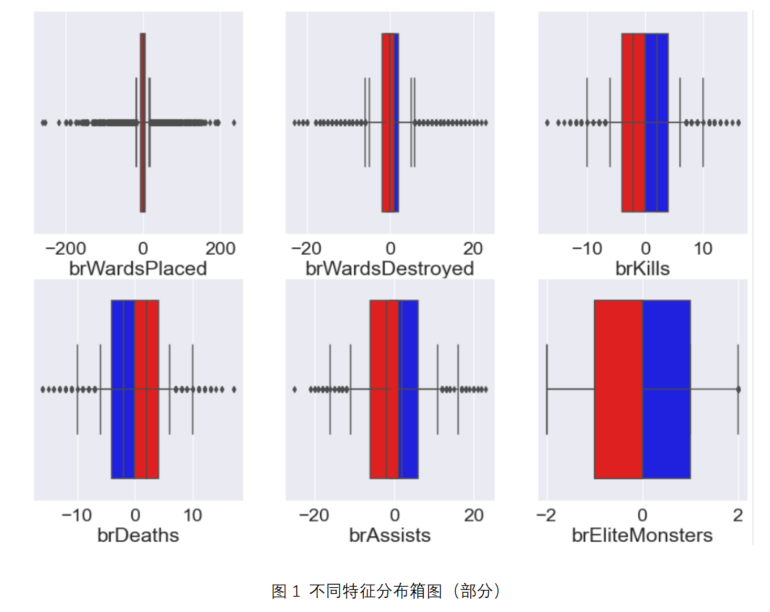 −200 0 200
brWardsPlaced
−20 0 20
brWardsDestroyed
−10 0 10
brKills
−10 0 10
brDeaths
−20 0 20
brAssists
−2 0 2
brEliteMonsters
图 1 不同特征分布箱图（部分）